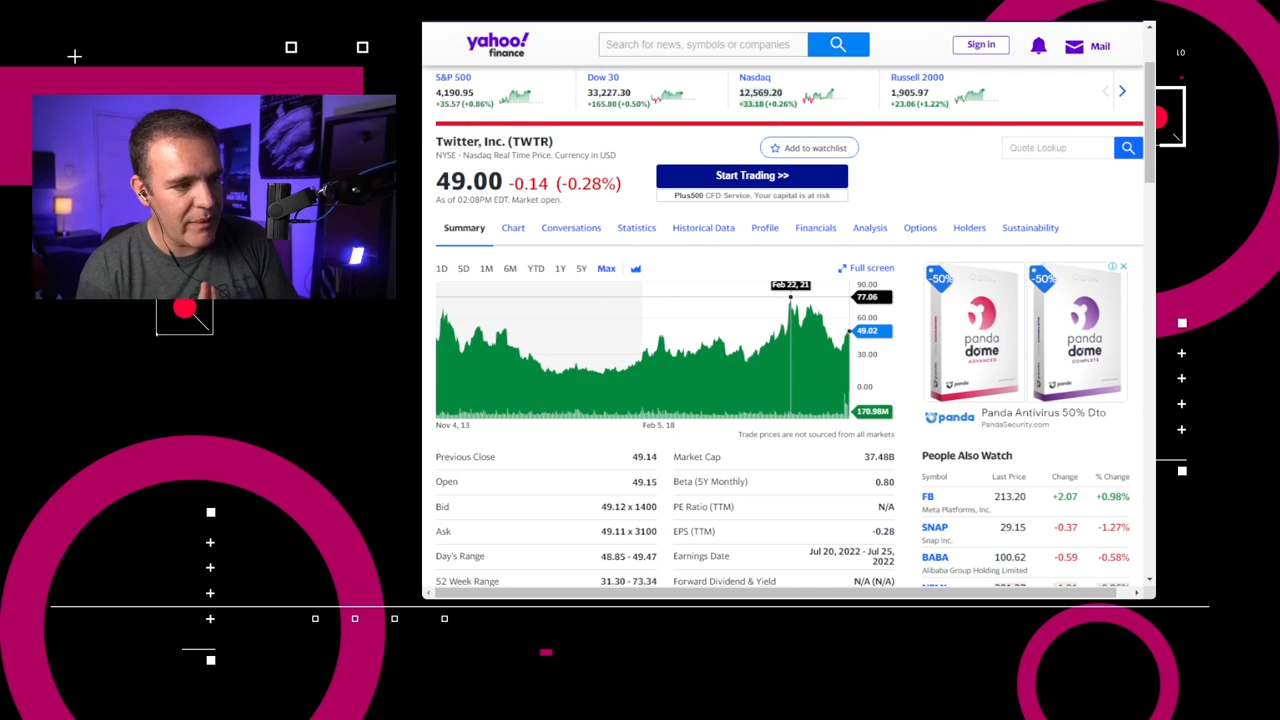 yahoo!
finance
Search for news, symbols or companies
Sign in
Mail
S&P 500
4,190.95
+35.57 (+0.86%)
Dow 30
33,227.30
+165.80 (+0.50%)
Nasdaq
12,569.20
+33.18 (+0.26%)
Russell 2000
1,905.97
+23.06 (+1.22%)
Twitter, Inc. (TWTR)
NYSE - Nasdaq Real Time Price. Currency in USD
Add to watchlist
Quote Lookup
49.00 -0.14 (-0.28%)
As of 02:08PM EDT. Market open.
Start Trading >>
Plus500 CFD Service. Your capital is at risk
Summary Chart Conversations Statistics Historical Data Profile Financials Analysis Options Holders Sustainability
1D 5D 1M 6M YTD 1Y 5Y Max
Full screen
Feb 22, 21
90.00
77.06
60.00
49.02
30.00
0.00
170.98M
Nov 4, 13
Feb 5, 18
Trade prices are not sourced from all markets
Previous Close 49.14
Open 49.15
Bid 49.12 x 1400
Ask 49.11 x 3100
Day's Range 48.85 - 49.47
52 Week Range 31.30 - 73.34
Market Cap 37.48B
Beta (5Y Monthly) 0.80
PE Ratio (TTM) N/A
EPS (TTM) -0.28
Earnings Date Jul 20, 2022 - Jul 25,
2022
Forward Dividend & Yield N/A (N/A)
-50%
-50%
panda
dome
ADVANCED
panda
dome
COMPLETE
panda
panda
panda
Panda Antivirus 50% Dto
PandaSecurity.com
People Also Watch
Symbol Last Price Change % Change
FB 213.20 +2.07 +0.98%
Meta Platforms, Inc.
SNAP 29.15 -0.37 -1.27%
Snap Inc.
BABA 100.62 -0.59 -0.58%
Alibaba Group Holding Limited